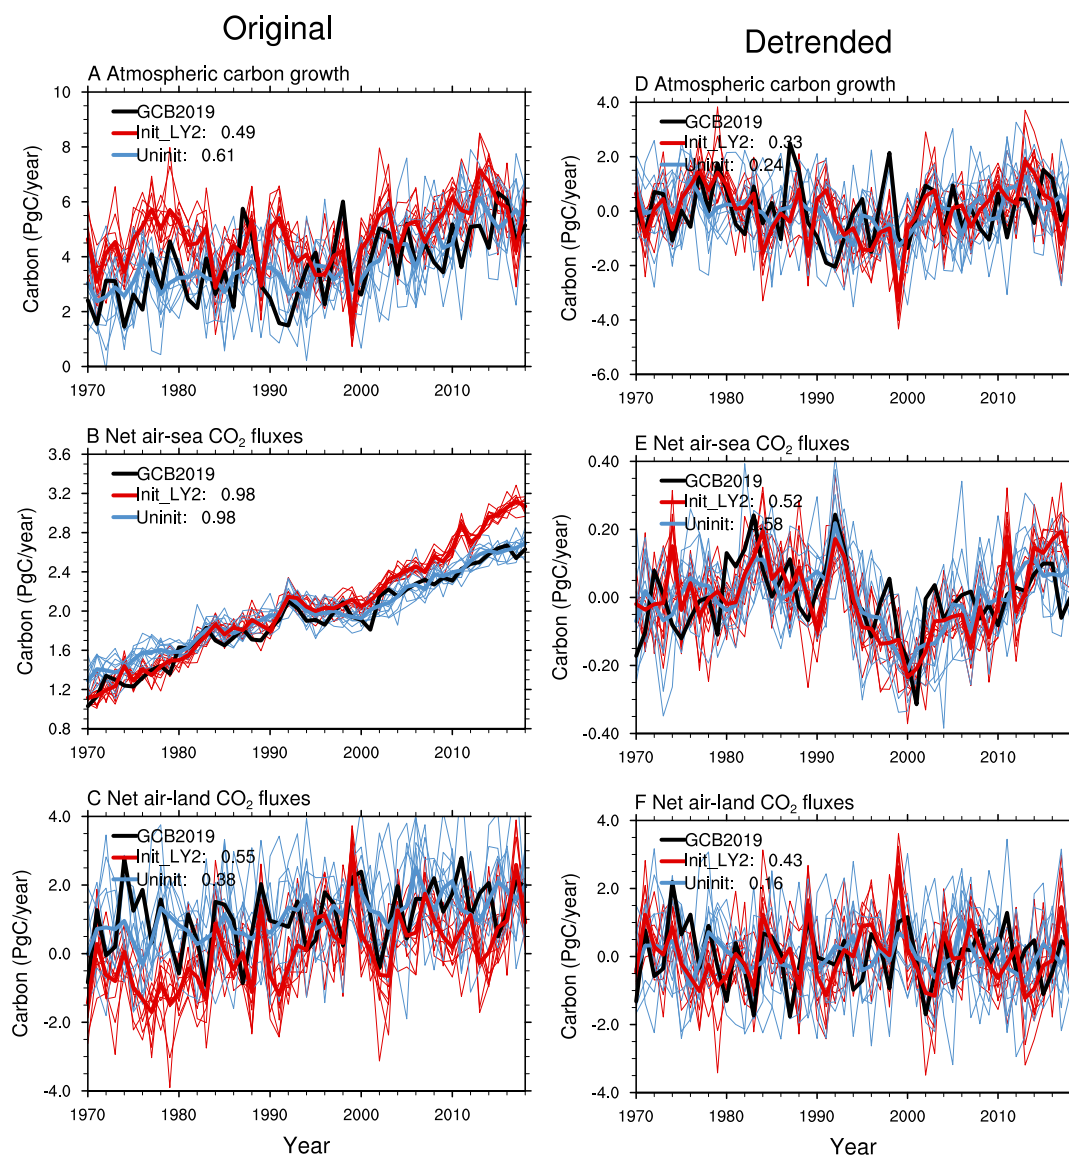 Original
A Atmospheric carbon growth
Carbon (PgC/year)
10
8
6
4
2
0
GCB2019
Init_LY2: 0.49
Uninit: 0.61
1970 1980 1990 2000 2010
B Net air-sea CO₂ fluxes
Carbon (PgC/year)
3.6
3.2
2.8
2.4
2.0
1.6
1.2
0.8
GCB2019
Init_LY2: 0.98
Uninit: 0.98
1970 1980 1990 2000 2010
C Net air-land CO₂ fluxes
Carbon (PgC/year)
4.0
2.0
0.0
-2.0
-4.0
GCB2019
Init_LY2: 0.55
Uninit: 0.38
1970 1980 1990 2000 2010
Year
Detrended
D Atmospheric carbon growth
Carbon (PgC/year)
4.0
2.0
0.0
-2.0
-4.0
-6.0
GCB2019
Init_LY2: 0.33
Uninit: 0.24
1970 1980 1990 2000 2010
E Net air-sea CO₂ fluxes
Carbon (PgC/year)
0.40
0.20
0.00
-0.20
-0.40
GCB2019
Init_LY2: 0.52
Uninit: 0.58
1970 1980 1990 2000 2010
F Net air-land CO₂ fluxes
Carbon (PgC/year)
4.0
2.0
0.0
-2.0
-4.0
GCB2019
Init_LY2: 0.43
Uninit: 0.16
1970 1980 1990 2000 2010
Year